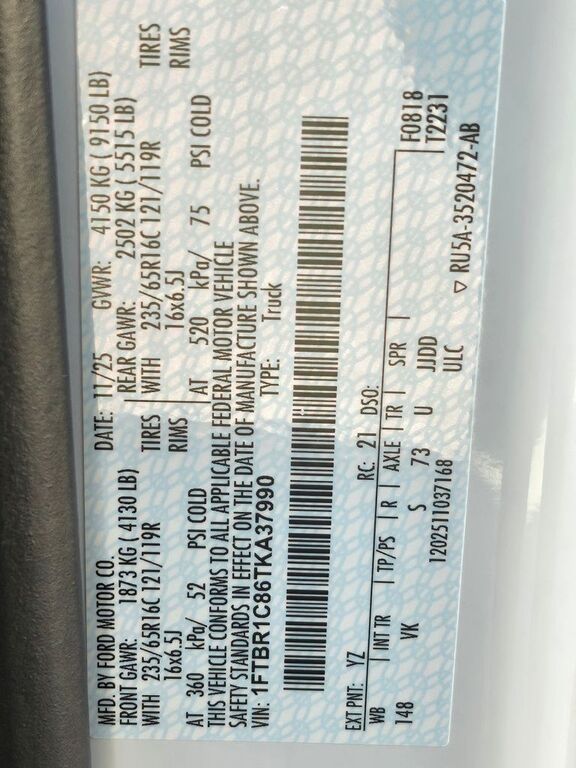 MFD. BY FORD MOTOR CO. DATE: 11/25 GVWR: 4150 KG ( 9150 LB)
FRONT GAWR: 1873 KG ( 4130 LB) REAR GAWR: 2502 KG ( 5515 LB)
WITH 235/65R16C 121/119R TIRES WITH 235/65R16C 121/119R TIRES
16x6.5J RIMS 16x6.5J RIMS
AT 360 kPa/ 52 PSI COLD AT 520 kPa/ 75 PSI COLD
THIS VEHICLE CONFORMS TO ALL APPLICABLE FEDERAL MOTOR VEHICLE
SAFETY STANDARDS IN EFFECT ON THE DATE OF MANUFACTURE SHOWN ABOVE.
VIN: 1FTBR1C86TKA37990 TYPE: Truck
EXT PNT: YZ RC: 21 DSO: F0818
WB INT TR TP/PS R AXLE TR SPR T2231
148 VK S 73 U JJDD
1202511037168 ULC
▽ RU5A-3520472-AB